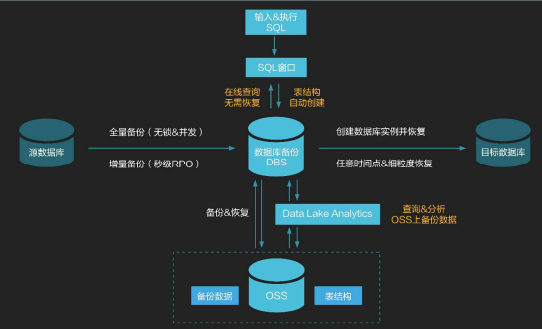 输入&执行
SQL
SQL窗口
在线查询
无需恢复
表结构
自动创建
源数据库
全量备份（无锁&并发）
增量备份（秒级RPO）
数据库备份
DBS
创建数据库实例并恢复
任意时间点&细粒度恢复
目标数据库
备份&恢复
Data Lake Analytics
查询&分析
OSS上备份数据
备份数据
OSS
表结构